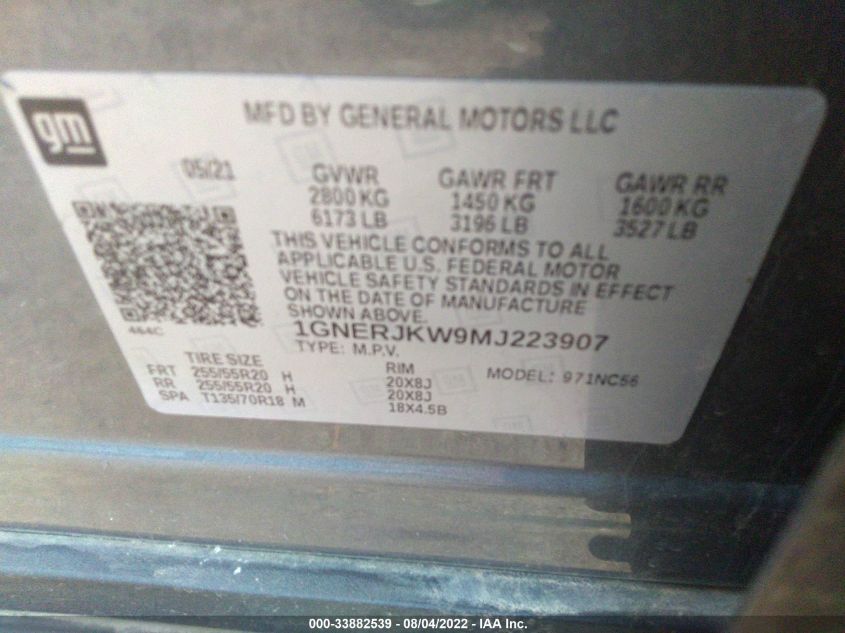 gm
MFD BY GENERAL MOTORS LLC
05/21 GVWR GAWR FRT GAWR RR
2800 KG 1450 KG 1600 KG
6173 LB 3196 LB 3527 LB
THIS VEHICLE CONFORMS TO ALL
APPLICABLE U.S. FEDERAL MOTOR
VEHICLE SAFETY STANDARDS IN EFFECT
ON THE DATE OF MANUFACTURE
SHOWN ABOVE.
464C
1GNERJKW9MJ223907
TYPE: M.P.V.
TIRE SIZE RIM MODEL: 971NC56
FRT 255/55R20 H 20X8J
RR 255/55R20 H 20X8J
SPA T135/70R18 M 18X4.5B
000-33882539 - 08/04/2022 - IAA Inc.